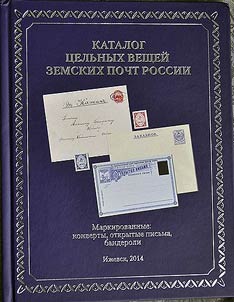 КАТАЛОГ
ЦЕЛЬНЫХ ВЕЩЕЙ
ЗЕМСКИХ ПОЧТ РОССИИ
Маркированные:
конверты, открытые письма,
бандероли
Ижевск, 2014